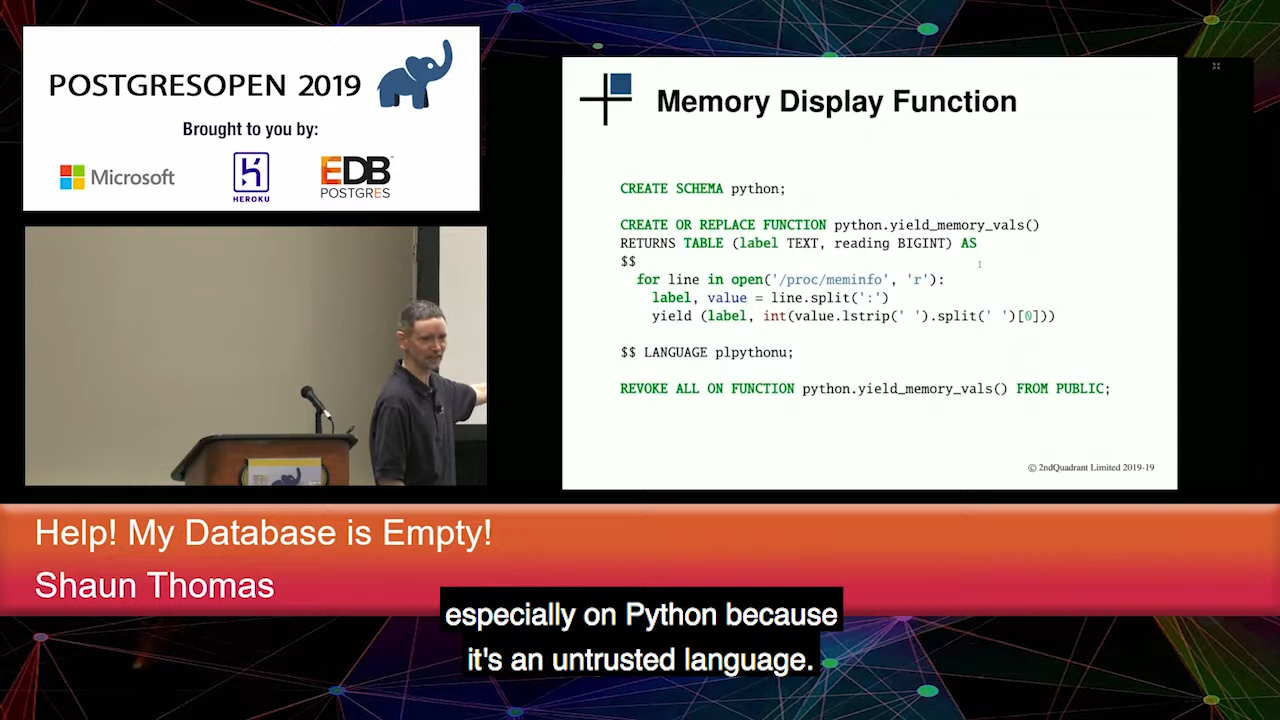 POSTGRESOPEN 2019
Brought to you by:
Microsoft
HEROKU
EDB
POSTGRES
Memory Display Function
CREATE SCHEMA python;
CREATE OR REPLACE FUNCTION python.yield_memory_vals()
RETURNS TABLE (label TEXT, reading BIGINT) AS
$$
for line in open('/proc/meminfo', 'r'):
label, value = line.split(':')
yield (label, int(value.lstrip(' ').split(' ')[0]))
$$ LANGUAGE plpythonu;
REVOKE ALL ON FUNCTION python.yield_memory_vals() FROM PUBLIC;
© 2ndQuadrant Limited 2019-19
Help! My Database is Empty!
Shaun Thomas
especially on Python because
it's an untrusted language.